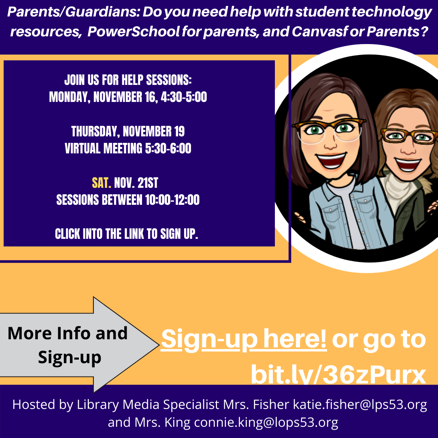 Parents/Guardians: Do you need help with student technology
resources, PowerSchool for parents, and Canvasf or Parents?
JOIN US FOR HELP SESSIONS:
MONDAY, NOVEMBER 16, 4:30-5:00
THURSDAY, NOVEMBER 19
VIRTUAL MEETING 5:30-6:00
SAT. NOV. 21ST
SESSIONS BETWEEN 10:00-12:00
CLICK INTO THE LINK TO SIGN UP.
More Info and
Sign-up
Sign-up here! or go to
bit.ly/36zPurx
Hosted by Library Media Specialist Mrs. Fisher katie.fisher@lps53.org
and Mrs. King connie.king@lops53.org